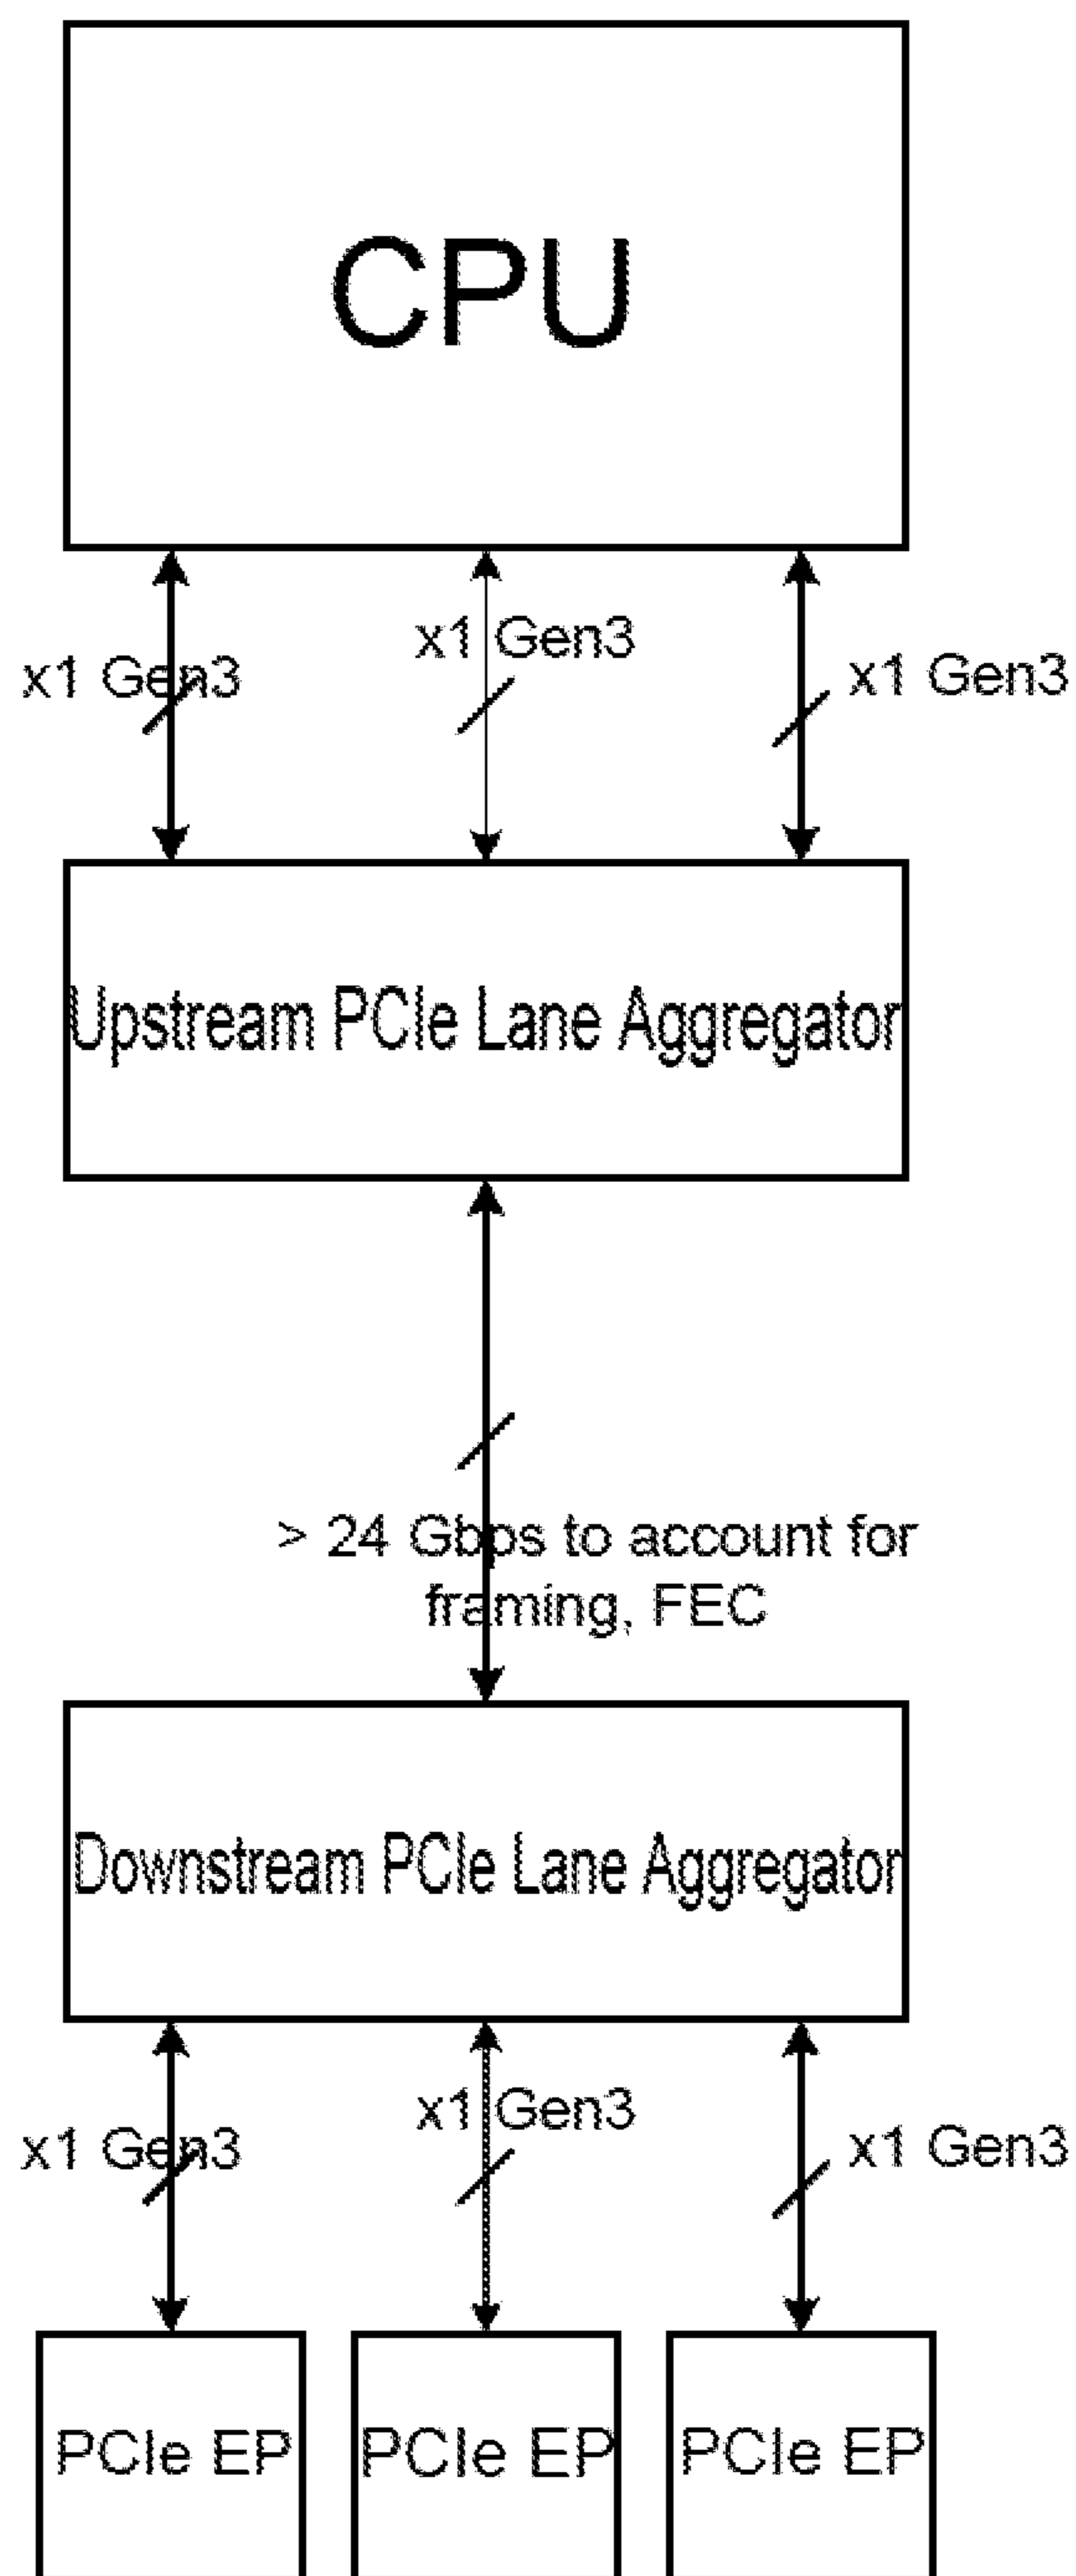 CPU
x1 Gen3
x1 Gen3
x1 Gen3
Upstream PCIe Lane Aggregator
> 24 Gbps to account for
framing, FEC
Downstream PCIe Lane Aggregator
x1 Gen3
x1 Gen3
x1 Gen3
PCIe EP
PCIe EP
PCIe EP